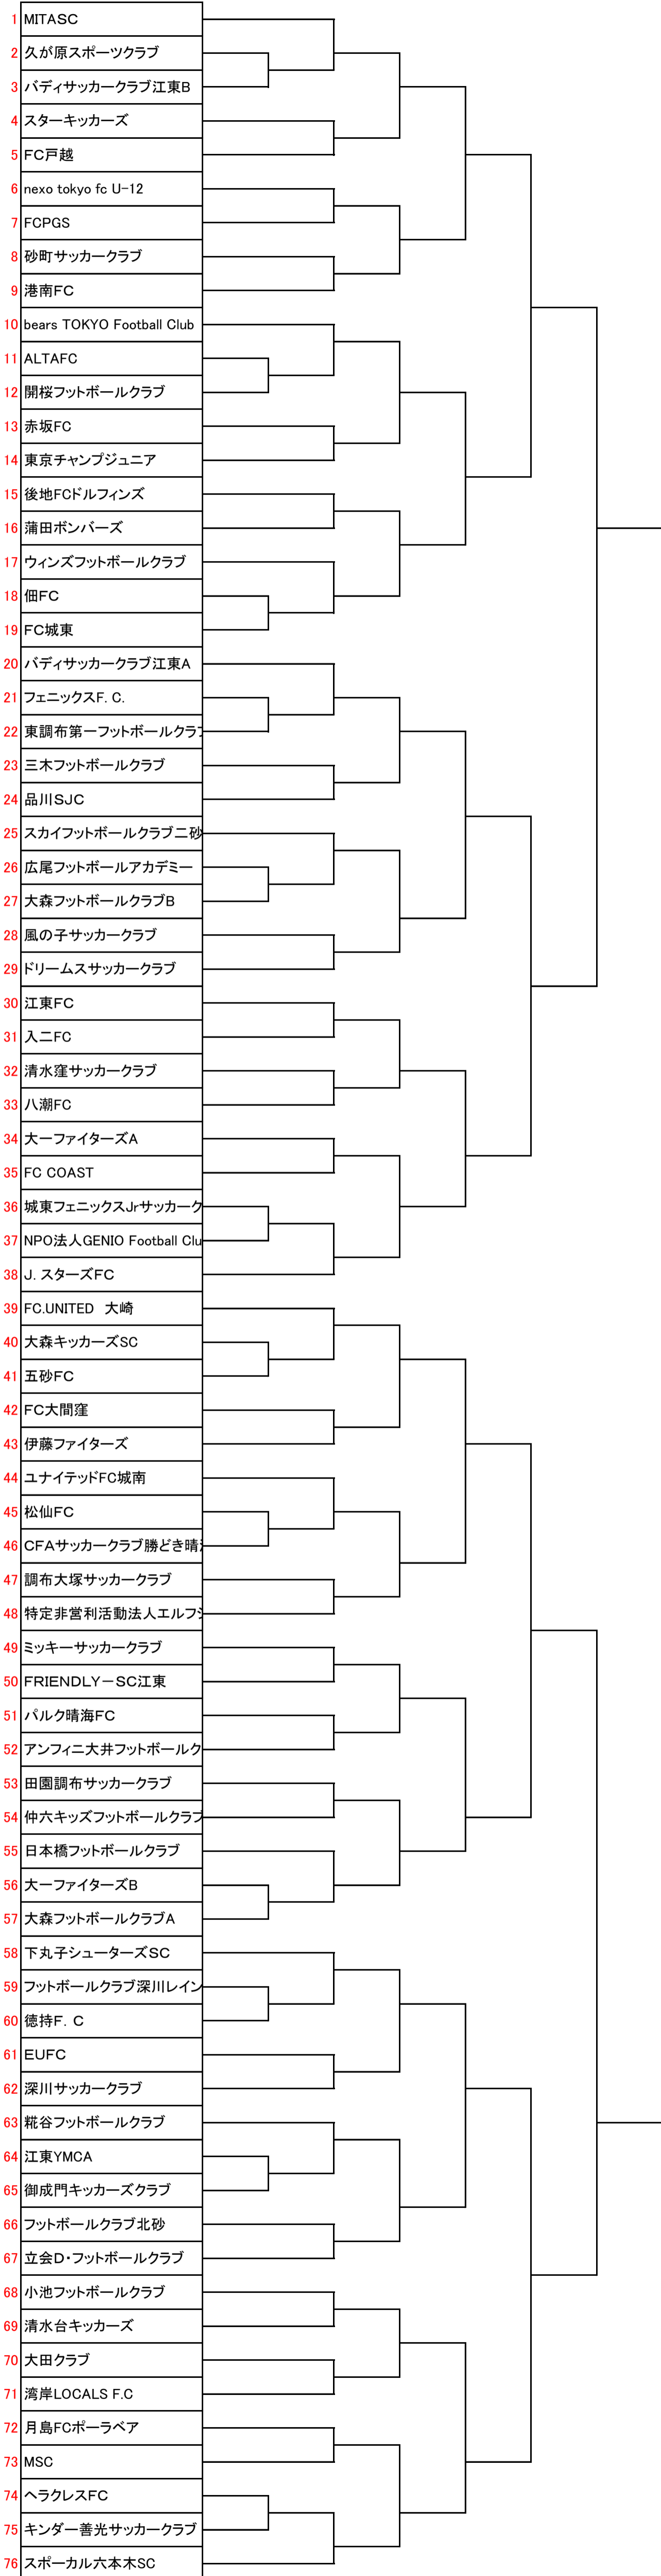 1 MITASC
2 久が原スポーツクラブ
3 バディサッカークラブ江東B
4 スターキッカーズ
5 FC戸越
6 nexo tokyo fc U-12
7 FCPGS
8 砂町サッカークラブ
9 港南FC
10 bears TOKYO Football Club
11 ALTAFC
12 開桜フットボールクラブ
13 赤坂FC
14 東京チャンプジュニア
15 後地FCドルフィンズ
16 蒲田ボンバーズ
17 ウィンズフットボールクラブ
18 佃FC
19 FC城東
20 バディサッカークラブ江東A
21 フェニックスF. C.
22 東調布第一フットボールクラブ
23 三木フットボールクラブ
24 品川SJC
25 スカイフットボールクラブ二砂
26 広尾フットボールアカデミー
27 大森フットボールクラブB
28 風の子サッカークラブ
29 ドリームスサッカークラブ
30 江東FC
31 入二FC
32 清水窪サッカークラブ
33 八潮FC
34 大一ファイターズA
35 FC COAST
36 城東フェニックスJrサッカーク
37 NPO法人GENIO Football Clu
38 J. スターズFC
39 FC.UNITED 大崎
40 大森キッカーズSC
41 五砂FC
42 FC大間窪
43 伊藤ファイターズ
44 ユナイテッドFC城南
45 松仙FC
46 CFAサッカークラブ勝どき晴海
47 調布大塚サッカークラブ
48 特定非営利活動法人エルフシ
49 ミッキーサッカークラブ
50 FRIENDLY－SC江東
51 パルク晴海FC
52 アンフィニ大井フットボールク
53 田園調布サッカークラブ
54 仲六キッズフットボールクラブ
55 日本橋フットボールクラブ
56 大一ファイターズB
57 大森フットボールクラブA
58 下丸子シューターズSC
59 フットボールクラブ深川レイン
60 徳持F. C
61 EUFC
62 深川サッカークラブ
63 糀谷フットボールクラブ
64 江東YMCA
65 御成門キッカーズクラブ
66 フットボールクラブ北砂
67 立会D・フットボールクラブ
68 小池フットボールクラブ
69 清水台キッカーズ
70 大田クラブ
71 湾岸LOCALS F.C
72 月島FCポーラベア
73 MSC
74 ヘラクレスFC
75 キンダー善光サッカークラブ
76 スポーカル六本木SC